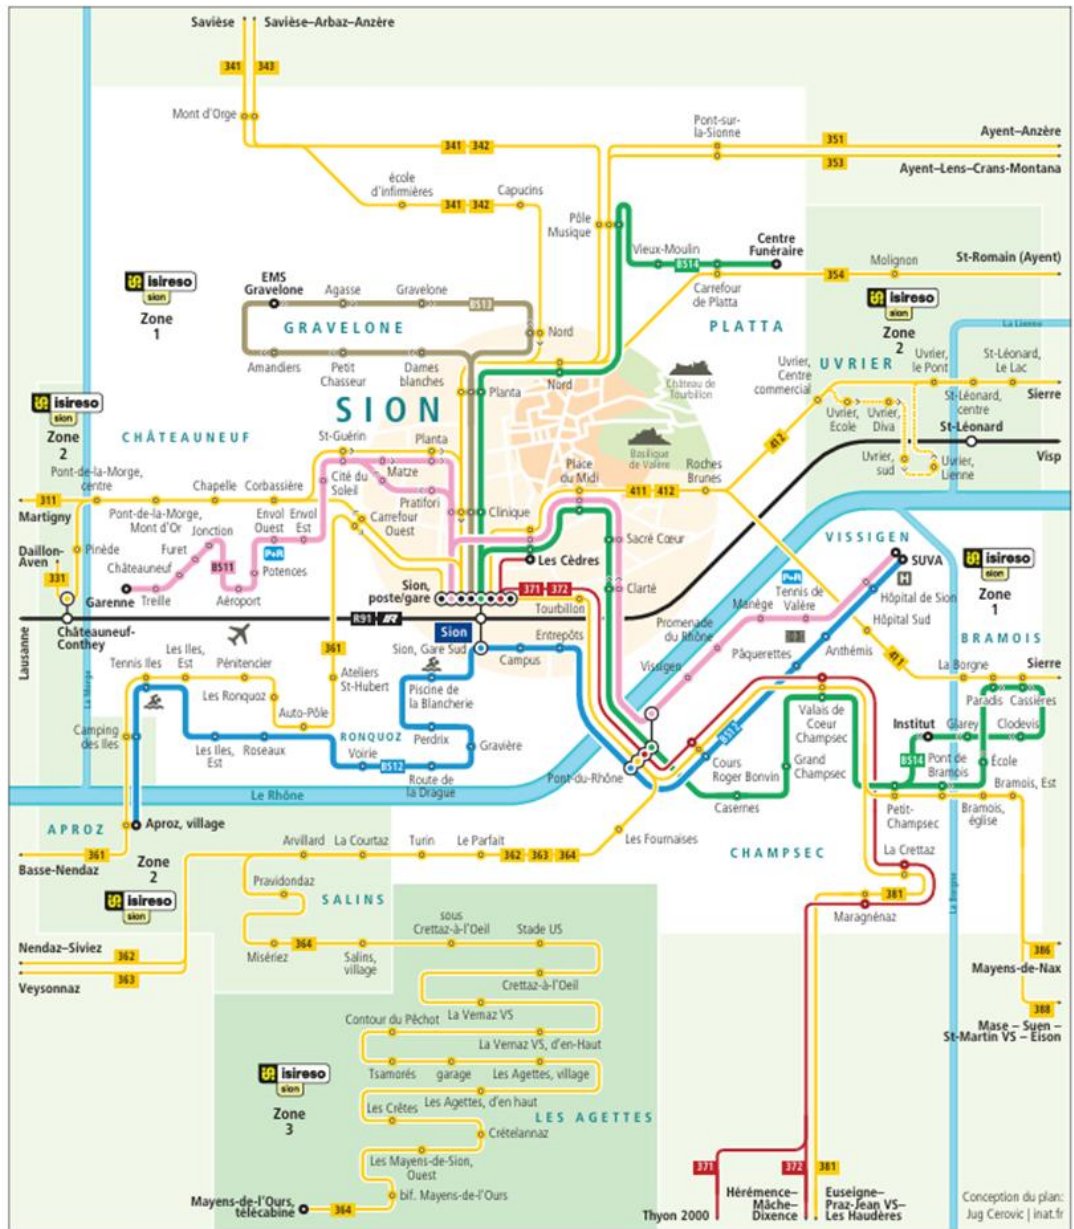 Savièse
Savièse–Arbaz–Anzère
341
343
Mont d'Orge
Pont-sur-
la-Sionne
351
Ayent–Anzère
341 342
353
Ayent–Lens–Crans-Montana
école
d'infirmières
Capucins
341 342
Pôle
Musique
Vieux-Moulin
BS14
Centre
Funéraire
Carrefour
de Platta
354
Molignon
St-Romain (Ayent)
isireso
sion
Zone
1
EMS
Gravelone
Agasse
Gravelone
BS13
GRAVELONE
Nord
Amandiers
Petit
Chasseur
Dames
blanches
Nord
PLATTA
isireso
sion
Zone
2
La Lienne
UVRIER
Uvrier,
Centre
commercial
Uvrier,
le Pont
St-Léonard,
Le Lac
St-Léonard,
centre
Sierre
Uvrier,
Ecole
Uvrier,
Diva
St-Léonard
Visp
Uvrier,
sud
Uvrier,
Lienne
Château de
Tourbillon
Basilique
de Valère
Planta
SION
isireso
sion
Zone
2
CHÂTEAUNEUF
St-Guérin
Planta
Matze
Cité du
Soleil
Pratifori
Place
du Midi
411 412
Roches
Brunes
412
Pont-de-la-Morge,
centre
311
Martigny
Chapelle
Corbassière
Pont-de-la-Morge,
Mont d'Or
Envol
Ouest
Envol
Est
Carrefour
Ouest
Clinique
Sacré Cœur
Jonction
Furet
Châteauneuf
BS11
P+R
Potences
Daillon-
Aven
Pinède
331
Garenne
Treille
Aéroport
Les Cèdres
Clarté
VISSIGEN
SUVA
H
Hôpital de Sion
isireso
sion
Zone
1
Sion,
poste/gare
371 372
Tourbillon
P+R
Tennis de
Valère
Manège
Hôpital Sud
Promenade
du Rhône
Châteauneuf-
Conthey
Lausanne
R91
Sion
Sion, Gare Sud
Entrepôts
Campus
Vissigen
Pâquerettes
Anthémis
411
BRAMOIS
Tennis Iles
Les Iles,
Est
Pénitencier
361
Ateliers
St-Hubert
Piscine de
la Blancherie
La Borgne
Sierre
La Morge
Les Ronquoz
Auto-Pôle
Paradis
Cassières
Camping
des Iles
Les Iles,
Est
Roseaux
RONQUOZ
Voirie
BS12
Perdrix
Gravière
Route de
la Drague
Valais de
Coeur
Champsec
Institut
Glarey
Clodevis
BS12
Cours
Roger Bonvin
Grand
Champsec
BS14
Pont de
Bramois
École
Pont-du-Rhône
Bramois, Est
Le Rhône
Casernes
Petit-
Champsec
Bramois,
église
APROZ
Aproz, village
361
Basse-Nendaz
Zone
2
isireso
sion
Arvillard
La Courtaz
Turin
Le Parfait
362 363 364
Les Fournaises
CHAMPSEC
La Crettaz
381
Maragnénaz
La Borgne
Pravidondaz
SALINS
Misériez
364
Salins,
village
sous
Crettaz-à-l'Oeil
Stade US
Nendaz–Siviez
362
363
Veysonnaz
386
Mayens-de-Nax
388
Mase – Suen –
St-Martin VS – Eison
Crettaz-à-l'Oeil
La Vernaz VS
Contour du Pêchot
La Vernaz VS, d'en-Haut
isireso
sion
Zone
3
Tsamorés
garage
Les Agettes, village
Les Agettes, d'en haut
Les Crêtes
LES AGETTES
Crételannaz
Les Mayens-de-Sion,
Ouest
bif. Mayens-de-l'Ours
Mayens-de-l'Ours,
télécabine
364
371
372
381
Thyon 2000
Hérémence–
Mâche–
Dixence
Euseigne–
Praz-Jean VS–
Les Haudères
Conception du plan:
Jug Cerovic | inat.fr